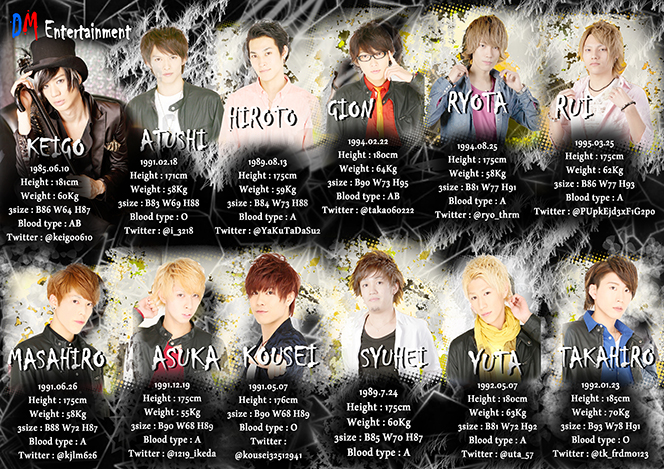 DM Entertainment
KEIGO
1985.06.10
Height : 181cm
Weight : 60Kg
3size : B86 W64 H87
Blood type : AB
Twitter : @keigo0610
ATUSHI
1991.02.18
Height : 171cm
Weight : 58Kg
3size : B83 W69 H88
Blood type : O
Twitter : @i_3218
HIROTO
1989.08.13
Height : 175cm
Weight : 59Kg
3size : B84 W73 H88
Blood type : A
Twitter : @YaKuTaDaSu2
GION
1994.02.22
Height : 180cm
Weight : 64Kg
3size : B90 W73 H95
Blood type : AB
Twitter : @takao60222
RYOTA
1994.08.25
Height : 175cm
Weight : 58Kg
3size : B81 W77 H91
Blood type : A
Twitter : @ryo_thrm
RUI
1995.03.25
Height : 175cm
Weight : 62Kg
3size : B86 W77 H93
Blood type : A
Twitter : @PUpkEjd3xF1G2po
MASAHIRO
1991.06.26
Height : 175cm
Weight : 58Kg
3size : B88 W72 H87
Blood type : A
Twitter : @kjlm626
ASUKA
1991.12.19
Height : 175cm
Weight : 55Kg
3size : B90 W68 H89
Blood type : A
Twitter : @1219_ikeda
KOUSEI
1991.05.07
Height : 176cm
Weight : 58Kg
3size : B90 W68 H89
Blood type : O
Twitter :
@kousei32512941
SYUHEI
1989.7.24
Height : 175cm
Weight : 60Kg
3size : B85 W70 H87
Blood type : A
YUTA
1992.05.07
Height : 180cm
Weight : 63Kg
3size : B81 W72 H92
Blood type : A
Twitter : @uta_57
TAKAHIRO
1992.01.23
Height : 185cm
Weight : 70Kg
3size : B93 W78 H91
Blood type : O
Twitter : @tk_frdm0123